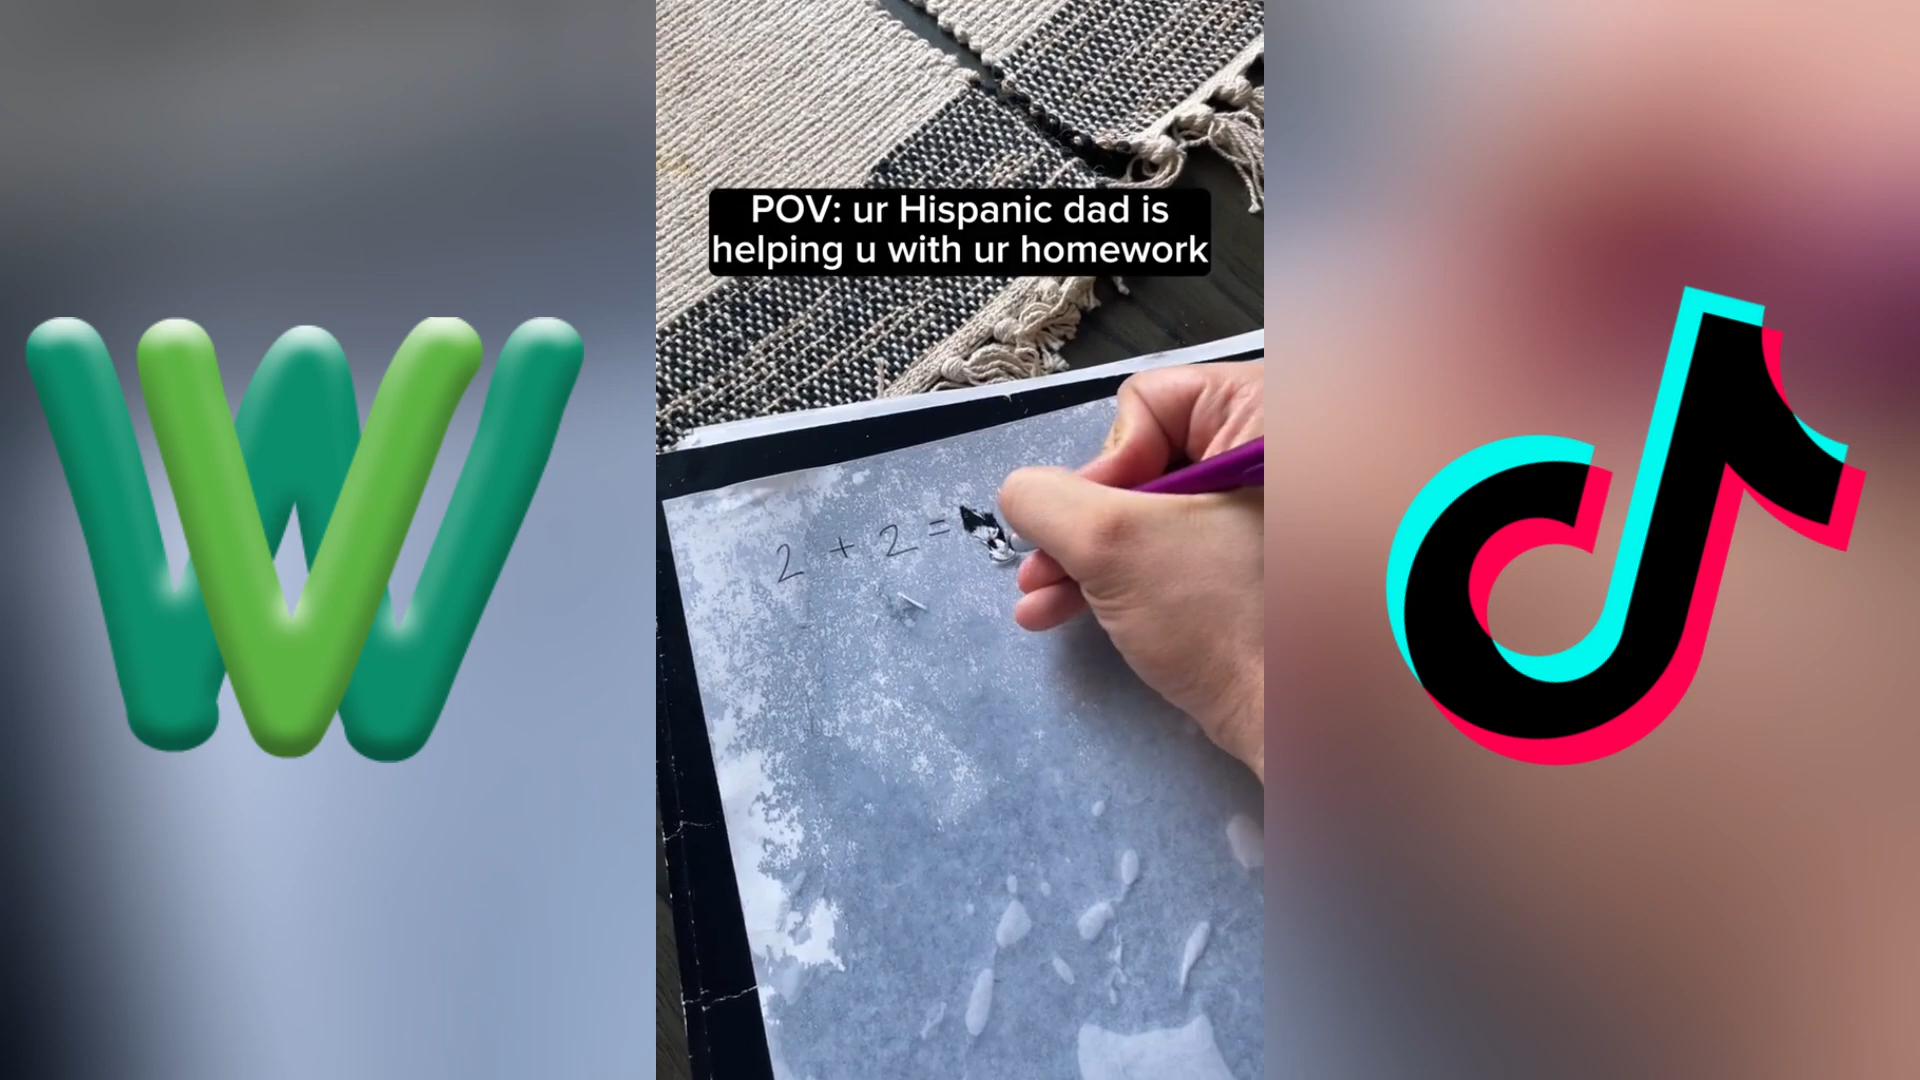 POV: ur Hispanic dad is
helping u with ur homework
2 + 2 =